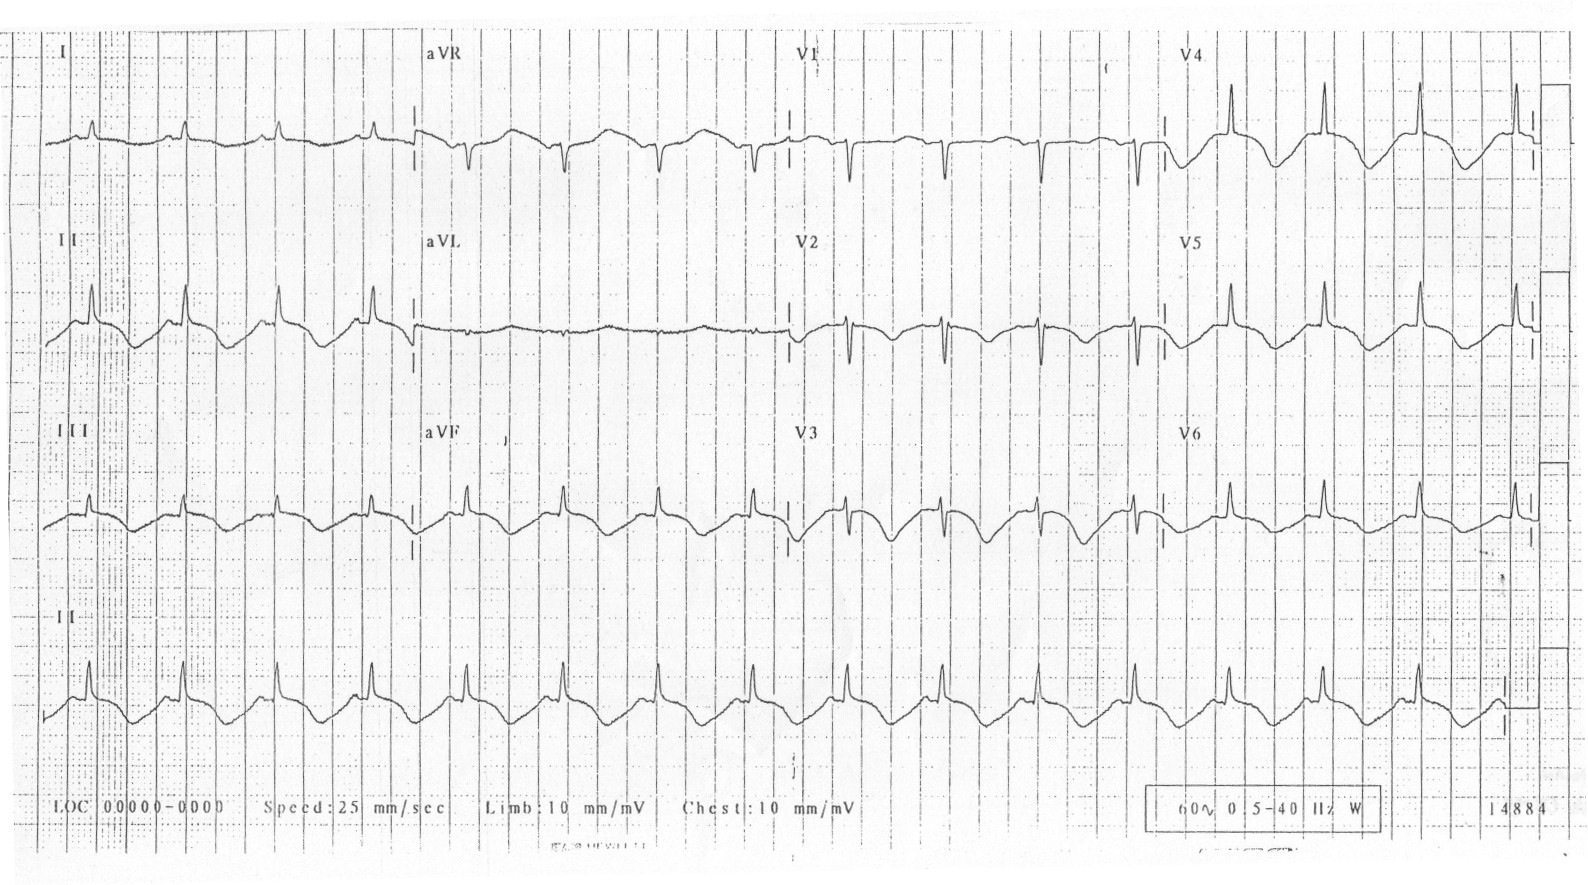 I aVR V1 V4
II aVL V2 V5
III aVF V3 V6
II
LOC 00000-0000 Speed:25 mm/sec Limb:10 mm/mV Chest:10 mm/mV 60∿ 0.5-40 Hz W 14884